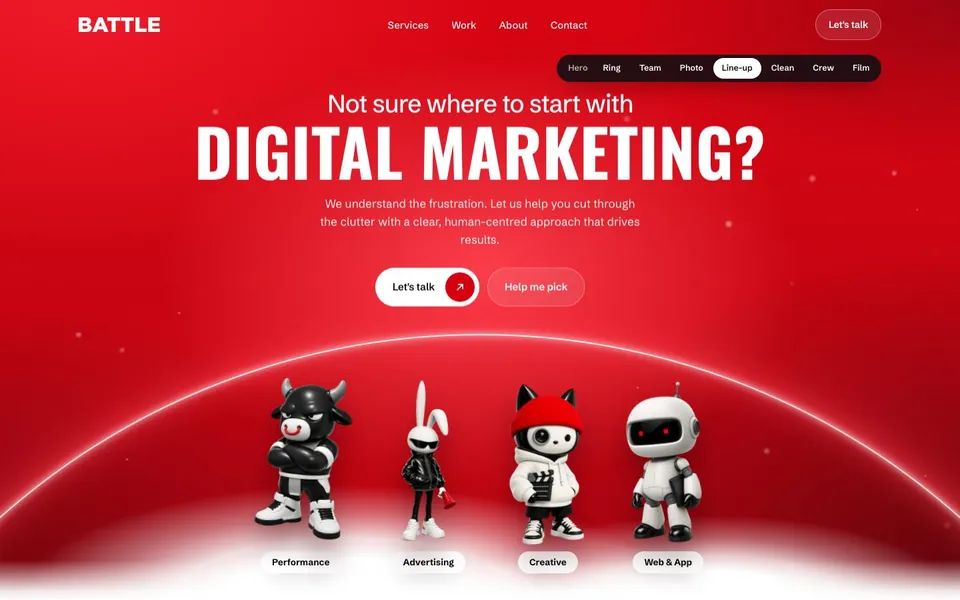 BATTLE
Services Work About Contact
Let's talk
Hero Ring Team Photo Line-up Clean Crew Film
Not sure where to start with
DIGITAL MARKETING?
We understand the frustration. Let us help you cut through
the clutter with a clear, human-centred approach that drives
results.
Let's talk
Help me pick
Performance
Advertising
Creative
Web & App